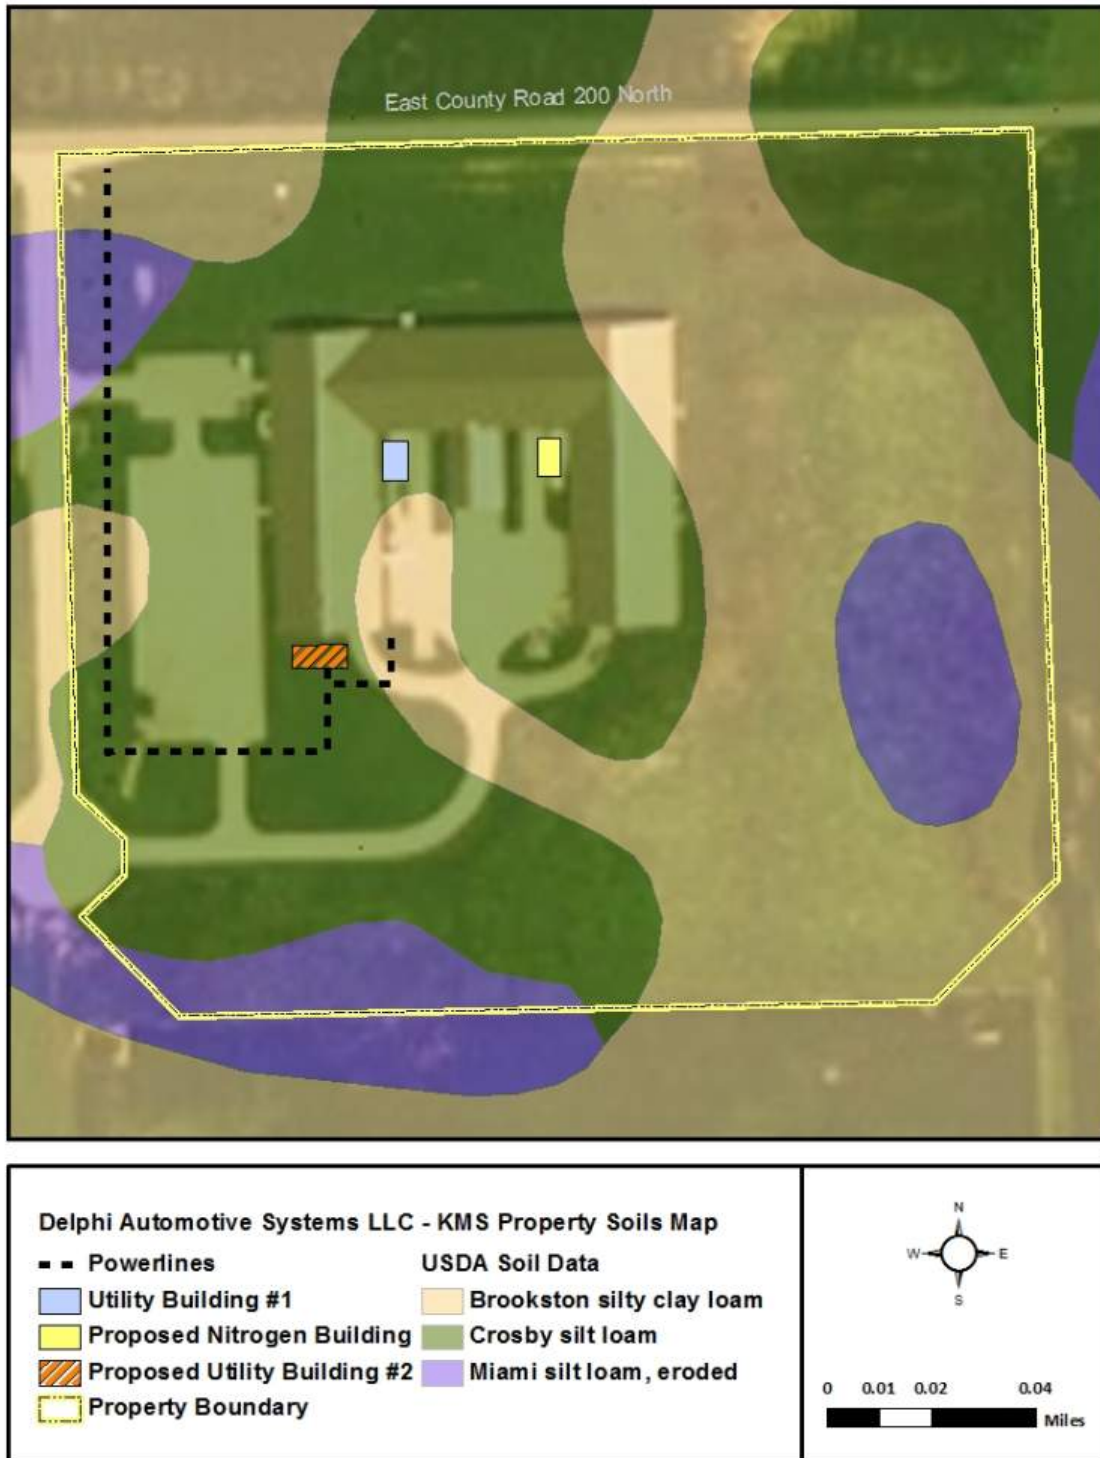 East County Road 200 North
Delphi Automotive Systems LLC - KMS Property Soils Map
Powerlines
USDA Soil Data
Utility Building #1
Brookston silty clay loam
Proposed Nitrogen Building
Crosby silt loam
Proposed Utility Building #2
Miami silt loam, eroded
Property Boundary
N
W
E
S
0 0.01 0.02 0.04
Miles